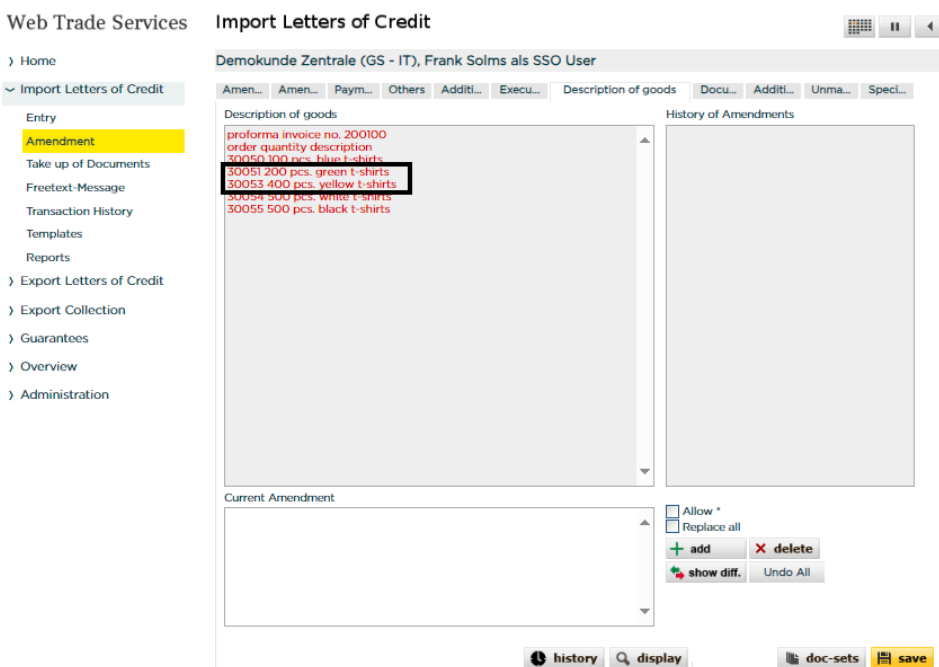 Web Trade Services
Import Letters of Credit
Home
Demokunde Zentrale (GS - IT), Frank Solms als SSO User
Import Letters of Credit
Entry
Amendment
Take up of Documents
Freetext-Message
Transaction History
Templates
Reports
Export Letters of Credit
Export Collection
Guarantees
Overview
Administration
Amen... Amen... Paym... Others Additi... Execu... Description of goods Docu... Additi... Unma... Speci...
Description of goods
proforma invoice no. 200100
order quantity description
30050 100 pcs. blue t-shirts
30051 200 pcs. green t-shirts
30053 400 pcs. yellow t-shirts
30054 500 pcs. white t-shirts
30055 500 pcs. black t-shirts
History of Amendments
Current Amendment
Allow *
Replace all
add delete
show diff. Undo All
history display doc-sets save